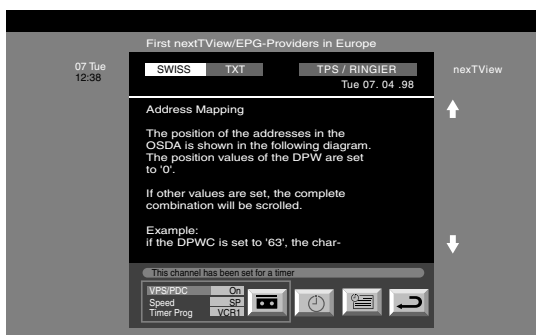 First nextTView/EPG-Providers in Europe
07 Tue
12:38
SWISS TXT TPS / RINGIER
nexTView
Tue 07. 04 .98
Address Mapping
The position of the addresses in the
OSDA is shown in the following diagram.
The position values of the DPW are set
to '0'.
If other values are set, the complete
combination will be scrolled.
Example:
if the DPWC is set to '63', the char-
This channel has been set for a timer
VPS/PDC On
Speed SP
Timer Prog VCR1